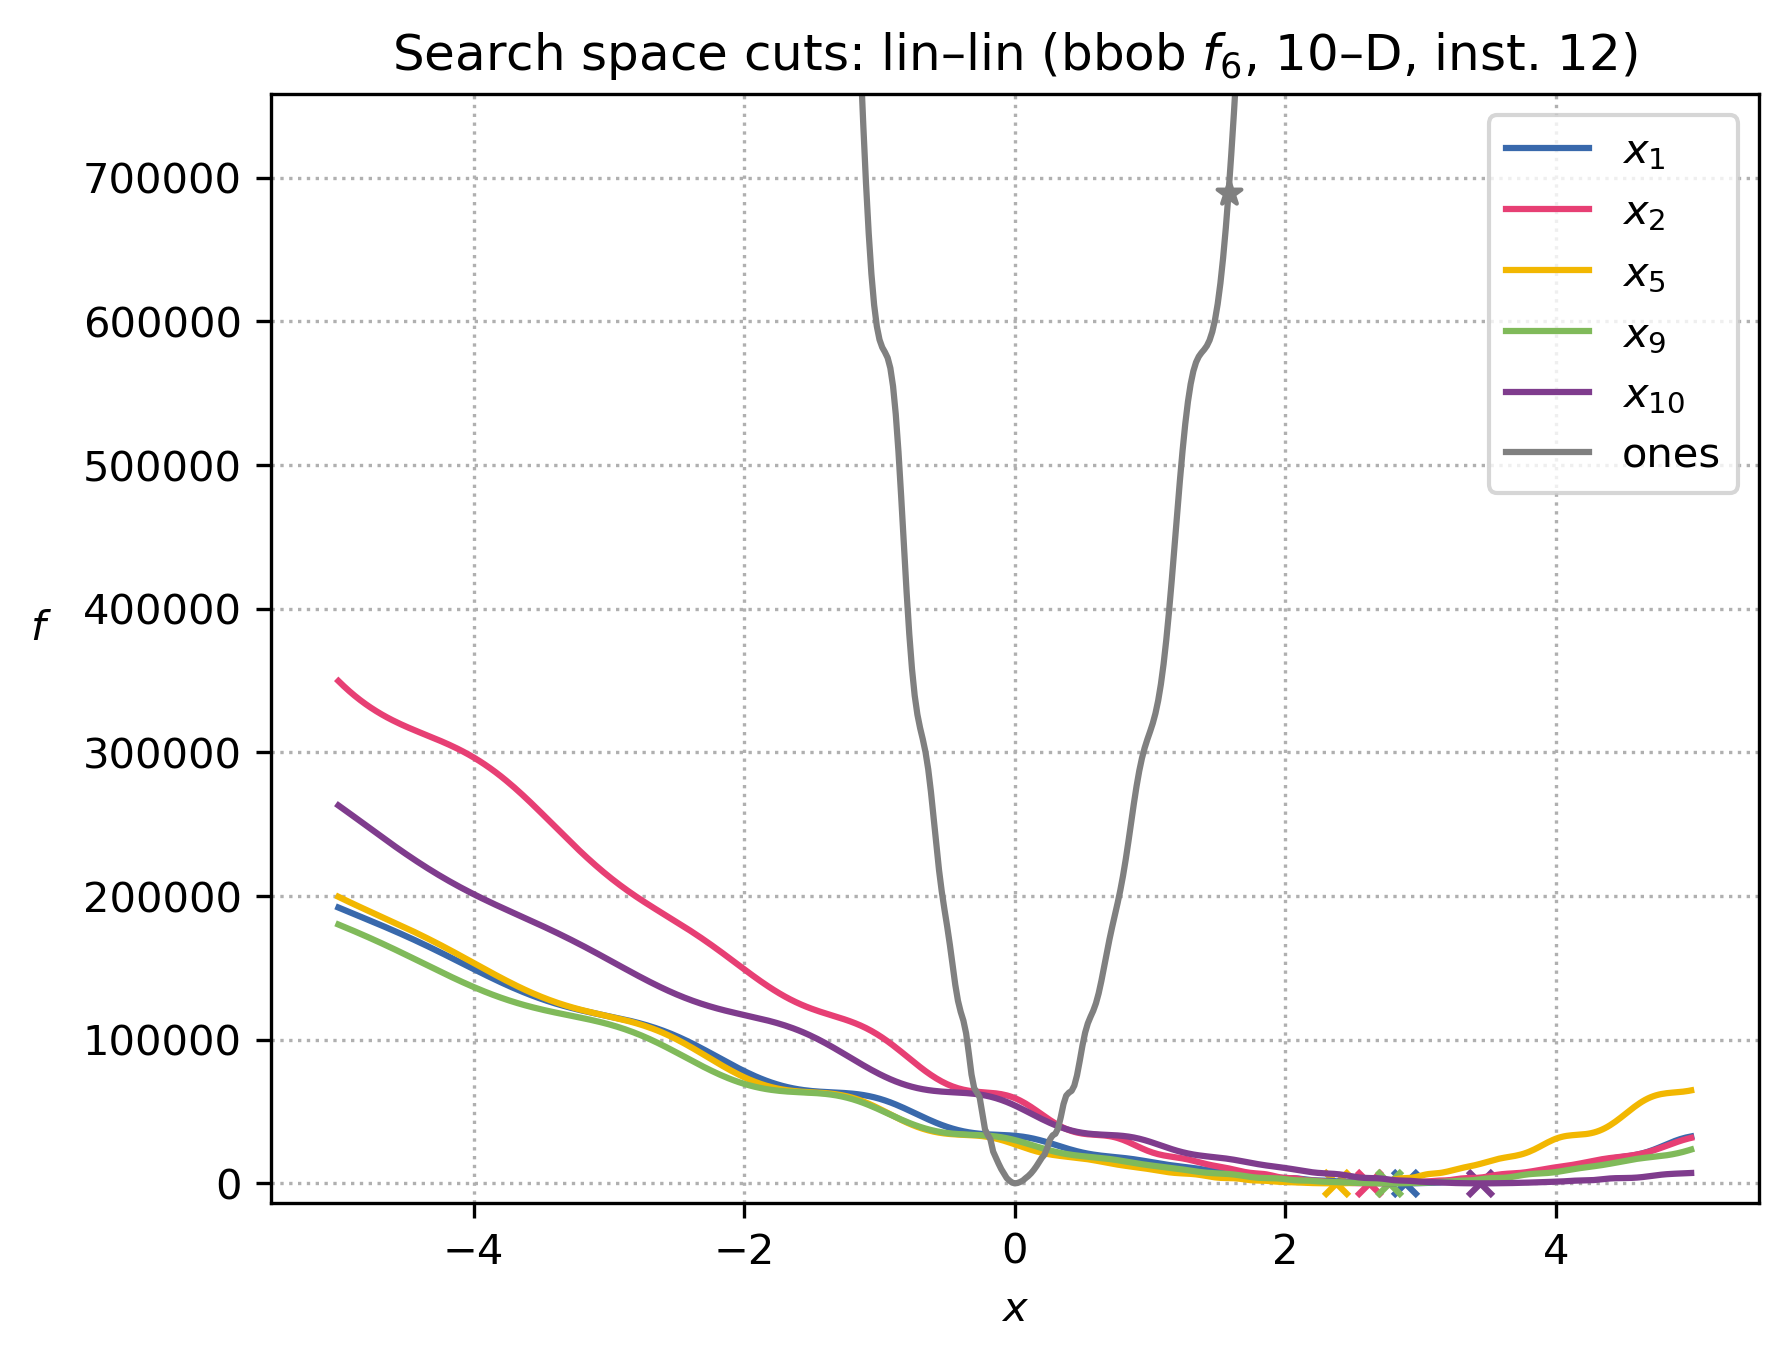 Search space cuts: lin–lin (bbob f₆, 10–D, inst. 12)
700000
600000
500000
400000
300000
200000
100000
0
f
−4 −2 0 2 4
x
x₁
x₂
x₅
x₉
x₁₀
ones